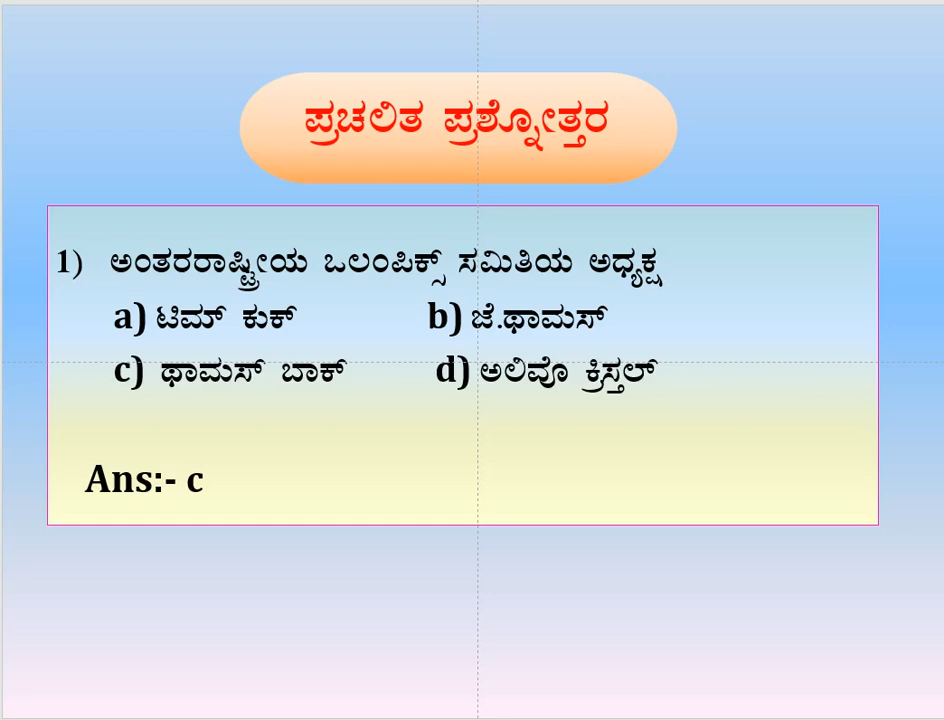 ಪ್ರಚಲಿತ ಪ್ರಶ್ನೋತ್ತರ
1) ಅಂತರರಾಷ್ಟ್ರೀಯ ಒಲಂಪಿಕ್ಸ್ ಸಮಿತಿಯ ಅಧ್ಯಕ್ಷ
a) ಟಿಮ್ ಕುಕ್ b) ಜೆ.ಥಾಮಸ್
c) ಥಾಮಸ್ ಬಾಕ್ d) ಅಲಿವೊ ಕ್ರಿಸ್ತಲ್
Ans:- c